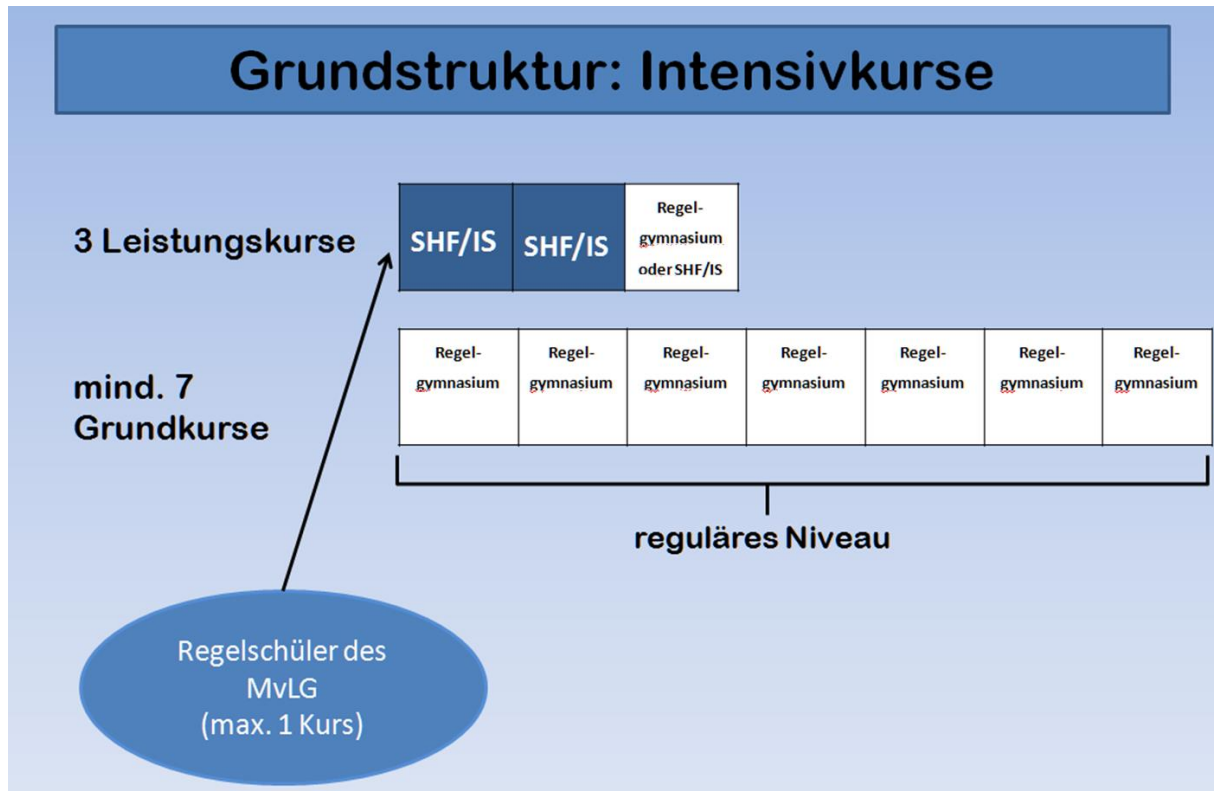 Grundstruktur: Intensivkurse
3 Leistungskurse
SHF/IS
SHF/IS
Regel-
gymnasium
oder SHF/IS
mind. 7
Grundkurse
Regel-
gymnasium
Regel-
gymnasium
Regel-
gymnasium
Regel-
gymnasium
Regel-
gymnasium
Regel-
gymnasium
Regel-
gymnasium
reguläres Niveau
Regelschüler des
MvLG
(max. 1 Kurs)